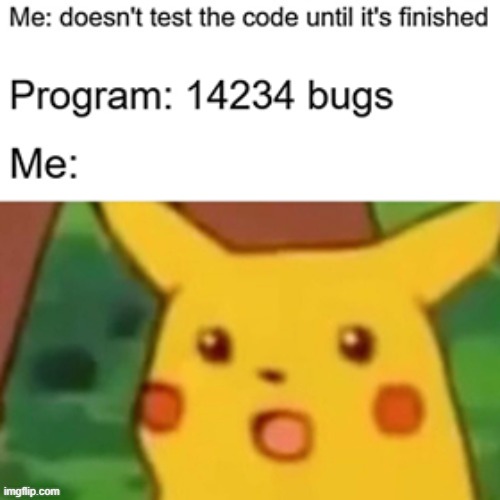 Me: doesn't test the code until it's finished
Program: 14234 bugs
Me:
imgflip.com